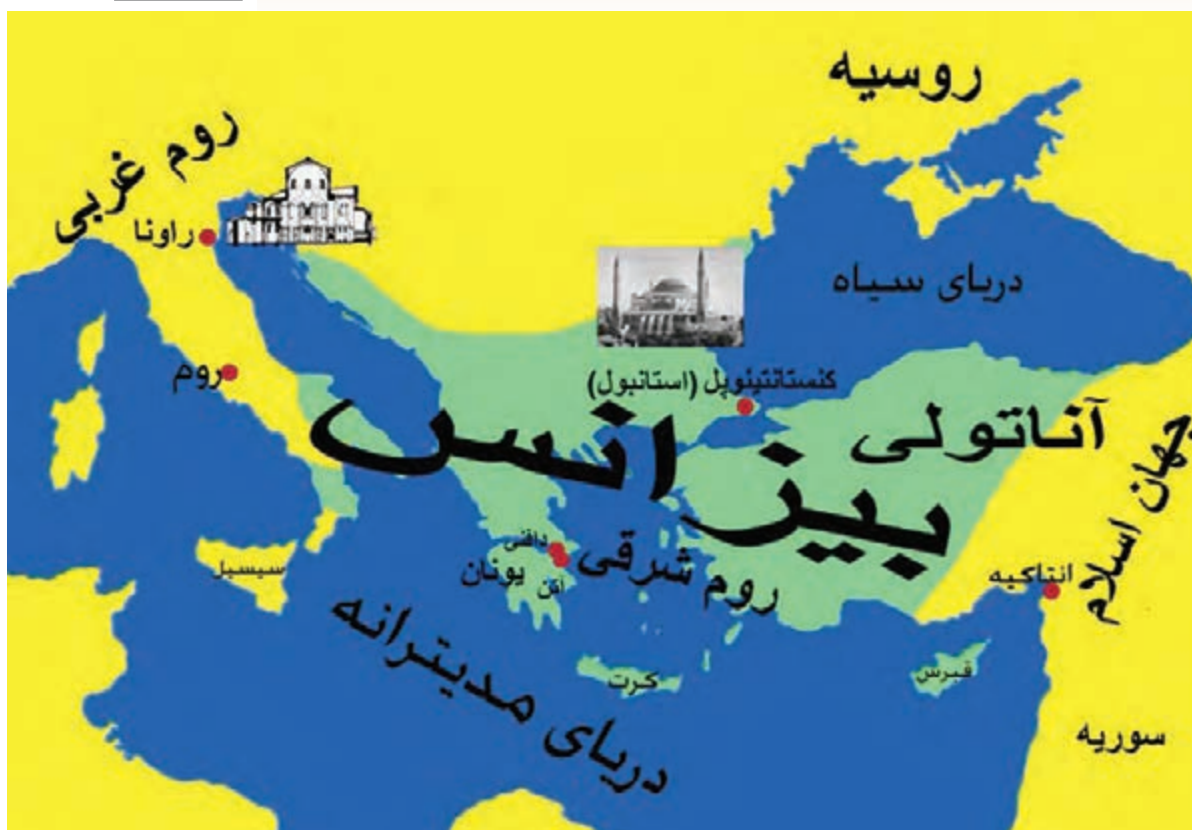 روسیه
روم غربی
راونا
دریای سیاه
روم
کنستانتینوپل (استانبول)
آناتولی
جهان اسلام
بیزانس
دافنی
آتن
یونان
روم شرقی
سیسیل
انتاکیه
دریای مدیترانه
کرت
قبرس
سوریه